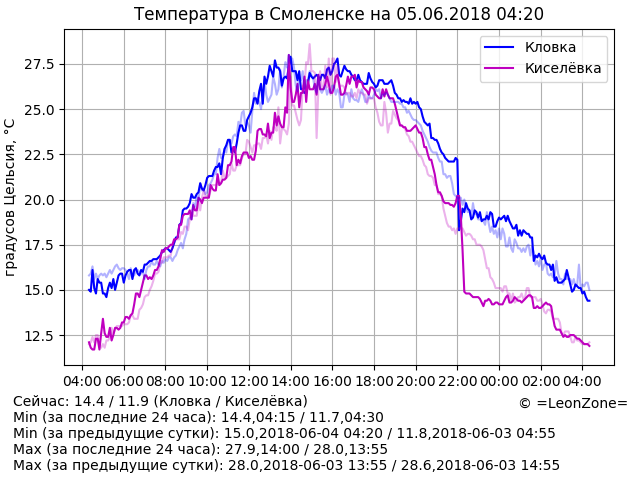 Температура в Смоленске на 05.06.2018 04:20
Кловка
Киселёвка
градусов Цельсия, °C
27.5
25.0
22.5
20.0
17.5
15.0
12.5
04:00 06:00 08:00 10:00 12:00 14:00 16:00 18:00 20:00 22:00 00:00 02:00 04:00
Сейчас: 14.4 / 11.9 (Кловка / Киселёвка)
© =LeonZone=
Min (за последние 24 часа): 14.4,04:15 / 11.7,04:30
Min (за предыдущие сутки): 15.0,2018-06-04 04:20 / 11.8,2018-06-03 04:55
Max (за последние 24 часа): 27.9,14:00 / 28.0,13:55
Max (за предыдущие сутки): 28.0,2018-06-03 13:55 / 28.6,2018-06-03 14:55